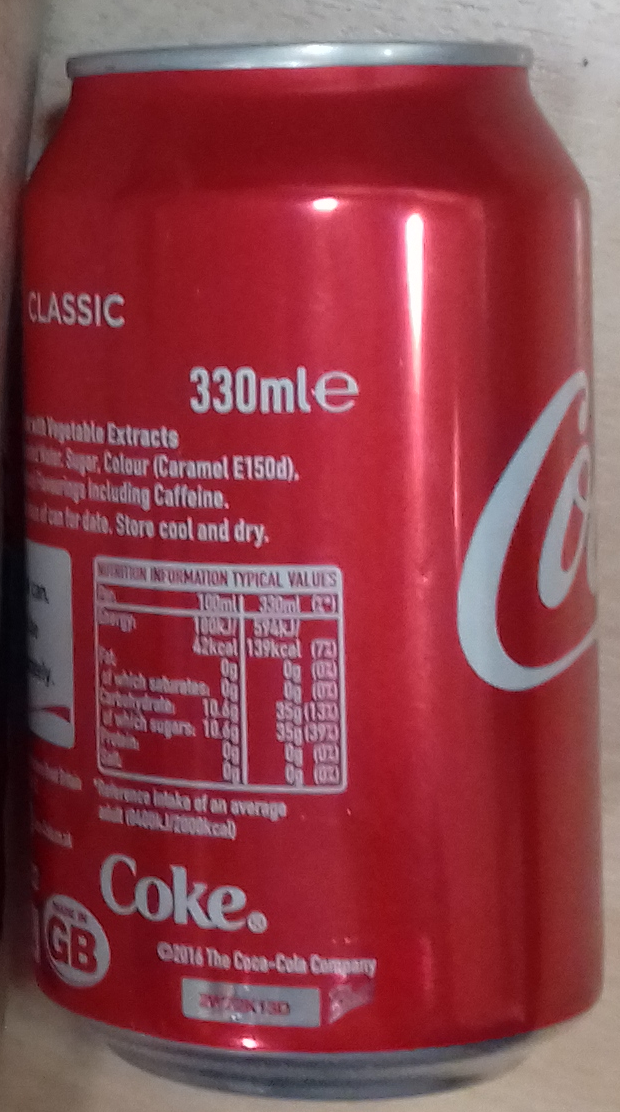 CLASSIC
330ml℮
with Vegetable Extracts
Sugar, Colour (Caramel E150d).
Flavourings Including Caffeine.
of can for date. Store cool and dry.
can.
NUTRITION INFORMATION TYPICAL VALUES
100ml 330ml (*)
Energy: 180kJ/ 594kJ/
42kcal 139kcal (7%)
Fat: 0g 0g (0%)
of which saturates: 0g 0g (0%)
Carbohydrate: 10.6g 35g (13%)
of which sugars: 10.6g 35g (39%)
Protein: 0g 0g (0%)
Salt: 0g 0g (0%)
*Reference intake of an average
adult (8400kJ/2000kcal)
Coke®
MADE IN
GB
©2016 The Coca-Cola Company
Co